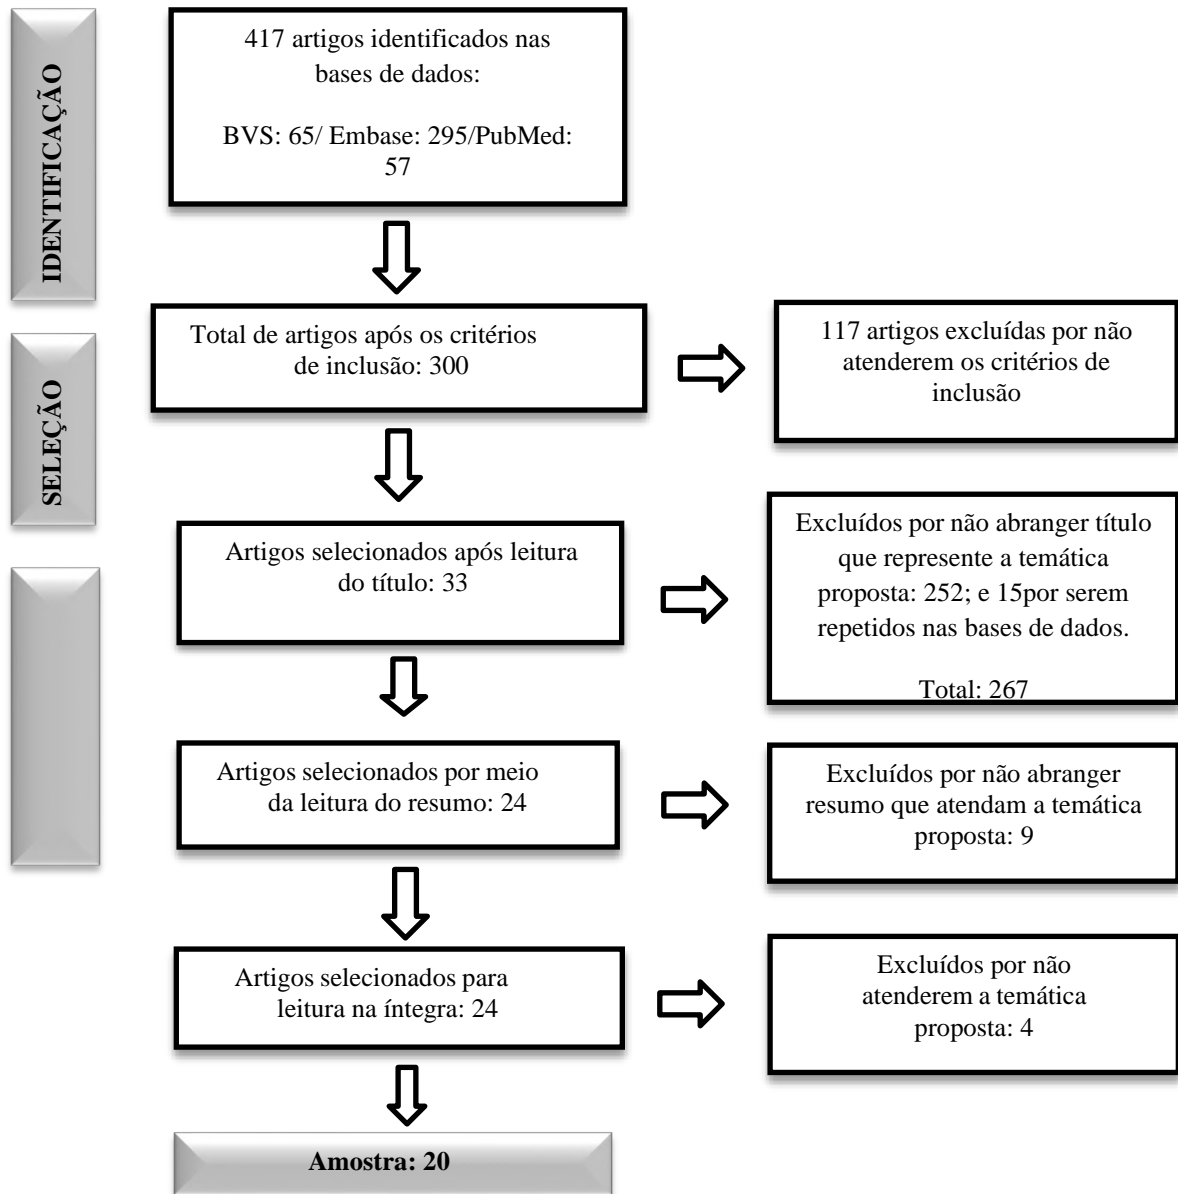 IDENTIFICAÇÃO
417 artigos identificados nas
bases de dados:
BVS: 65/ Embase: 295/PubMed:
57
SELEÇÃO
Total de artigos após os critérios
de inclusão: 300
117 artigos excluídas por não
atenderem os critérios de
inclusão
Artigos selecionados após leitura
do título: 33
Excluídos por não abranger título
que represente a temática
proposta: 252; e 15por serem
repetidos nas bases de dados.
Total: 267
Artigos selecionados por meio
da leitura do resumo: 24
Excluídos por não abranger
resumo que atendam a temática
proposta: 9
Artigos selecionados para
leitura na íntegra: 24
Excluídos por não
atenderem a temática
proposta: 4
Amostra: 20